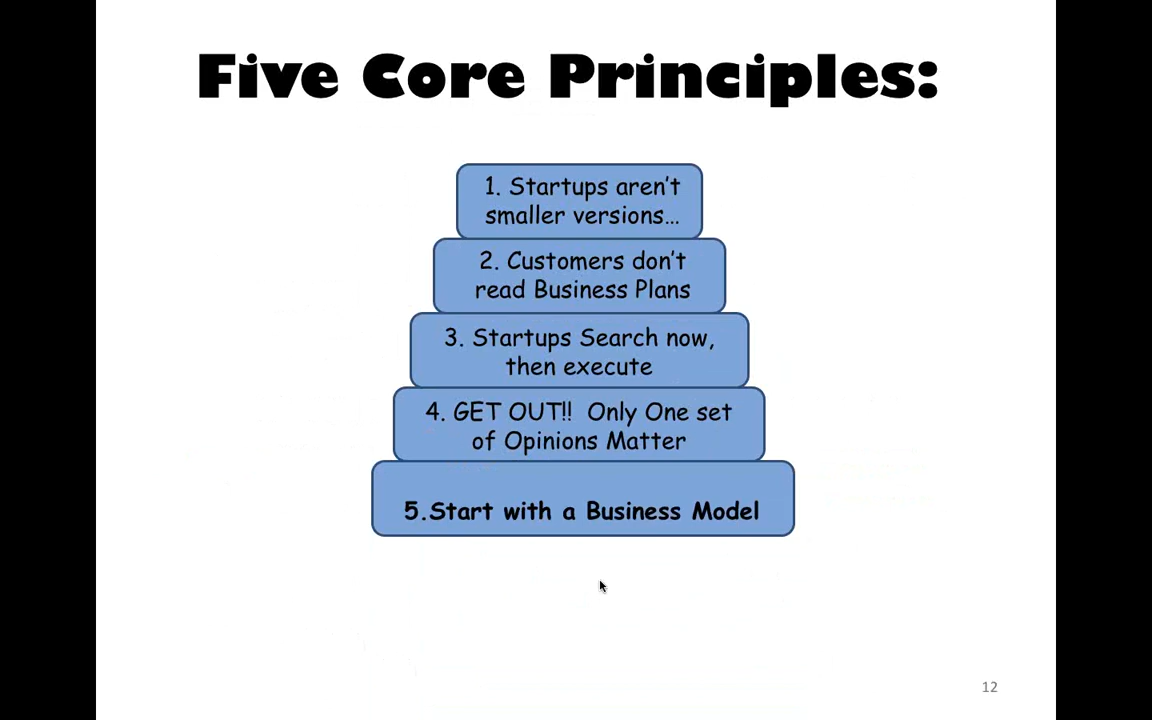 Five Core Principles:
1. Startups aren't
smaller versions...
2. Customers don't
read Business Plans
3. Startups Search now,
then execute
4. GET OUT!!  Only One set
of Opinions Matter
5.Start with a Business Model
12